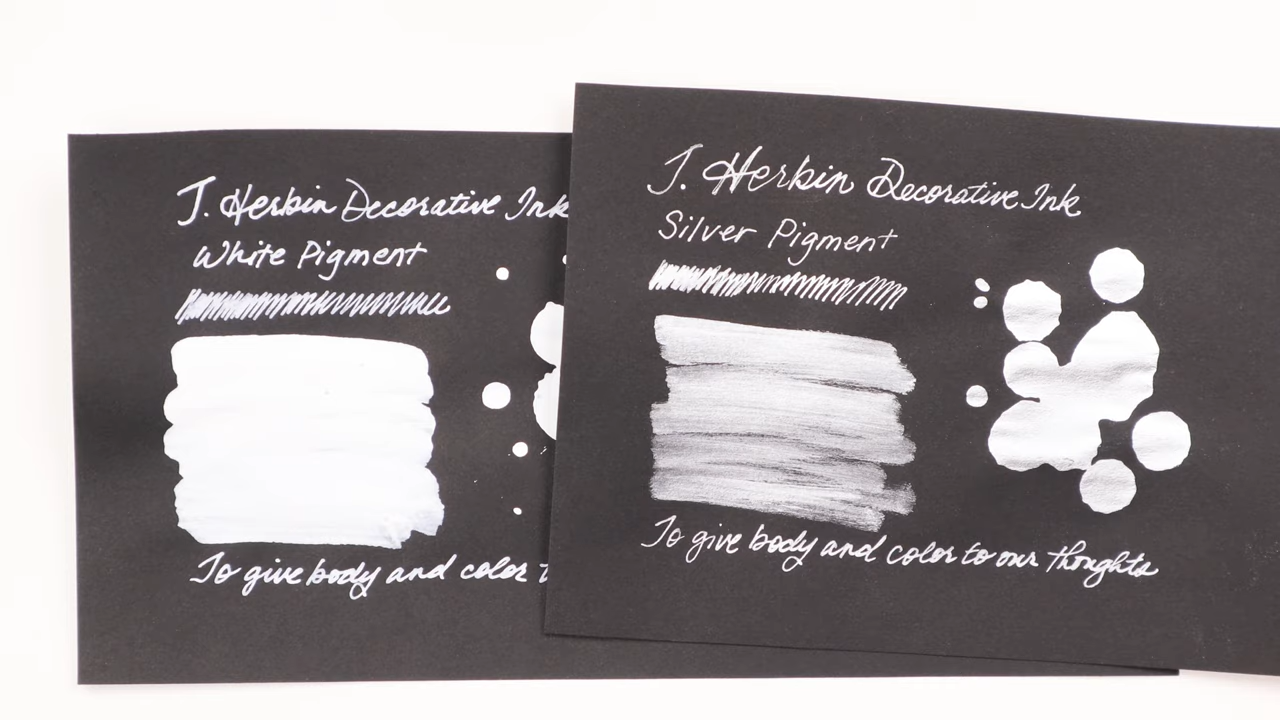 J. Herbin Decorative Ink
White Pigment
To give body and color
J. Herbin Decorative Ink
Silver Pigment
To give body and color to our thoughts